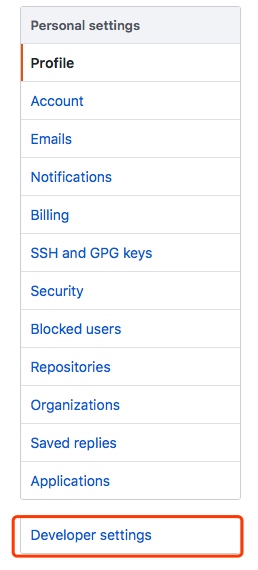 Personal settings
Profile
Account
Emails
Notifications
Billing
SSH and GPG keys
Security
Blocked users
Repositories
Organizations
Saved replies
Applications
Developer settings